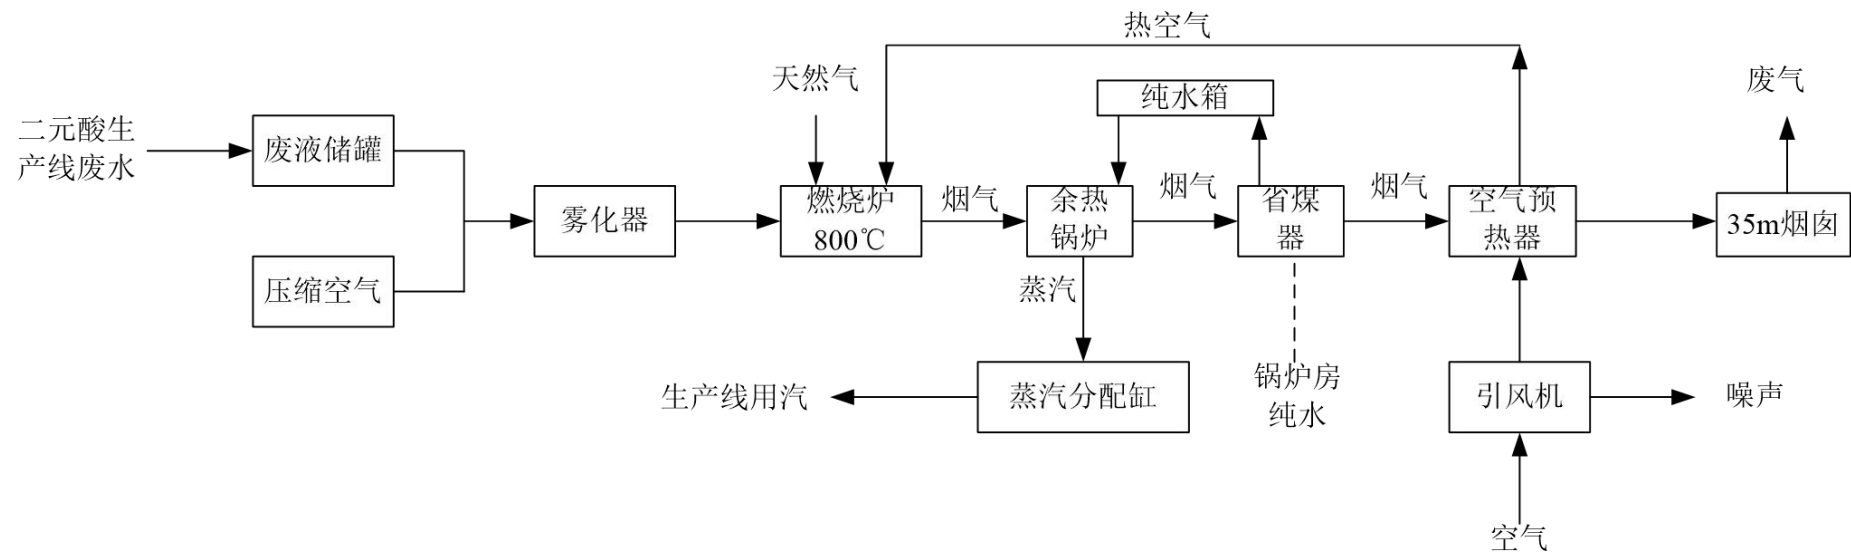 热空气
天然气
纯水箱
废气
二元酸生
产线废水
废液储罐
雾化器
燃烧炉
800℃
烟气
余热
锅炉
烟气
省煤
器
烟气
空气预
热器
35m烟囱
压缩空气
蒸汽
生产线用汽
蒸汽分配缸
锅炉房
纯水
引风机
噪声
空气